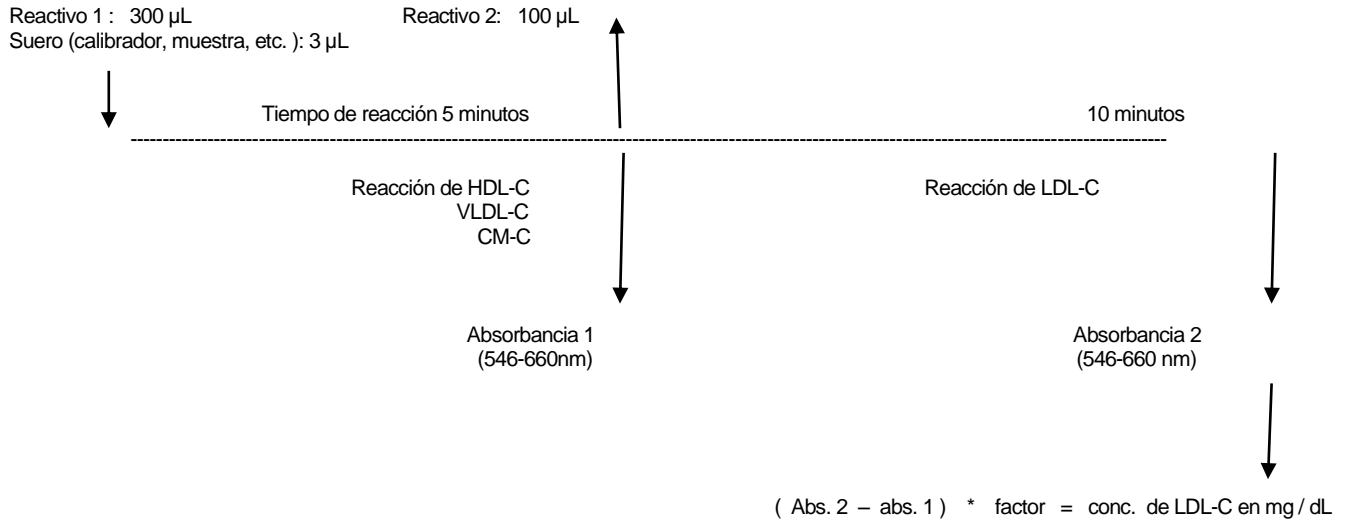 Reactivo 1 : 300 µL Reactivo 2: 100 µL
Suero (calibrador, muestra, etc. ): 3 µL
Tiempo de reacción 5 minutos 10 minutos
Reacción de HDL-C Reacción de LDL-C
VLDL-C
CM-C
Absorbancia 1 Absorbancia 2
(546-660nm) (546-660 nm)
( Abs. 2 – abs. 1 ) * factor = conc. de LDL-C en mg / dL